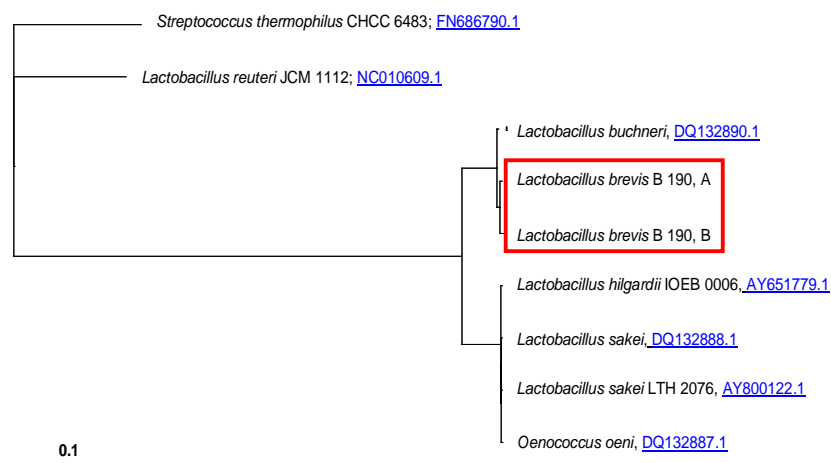 Streptococcus thermophilus CHCC 6483; FN686790.1
Lactobacillus reuteri JCM 1112; NC010609.1
Lactobacillus buchneri, DQ132890.1
Lactobacillus brevis B 190, A
Lactobacillus brevis B 190, B
Lactobacillus hilgardii IOEB 0006, AY651779.1
Lactobacillus sakei, DQ132888.1
Lactobacillus sakei LTH 2076, AY800122.1
Oenococcus oeni, DQ132887.1
0.1